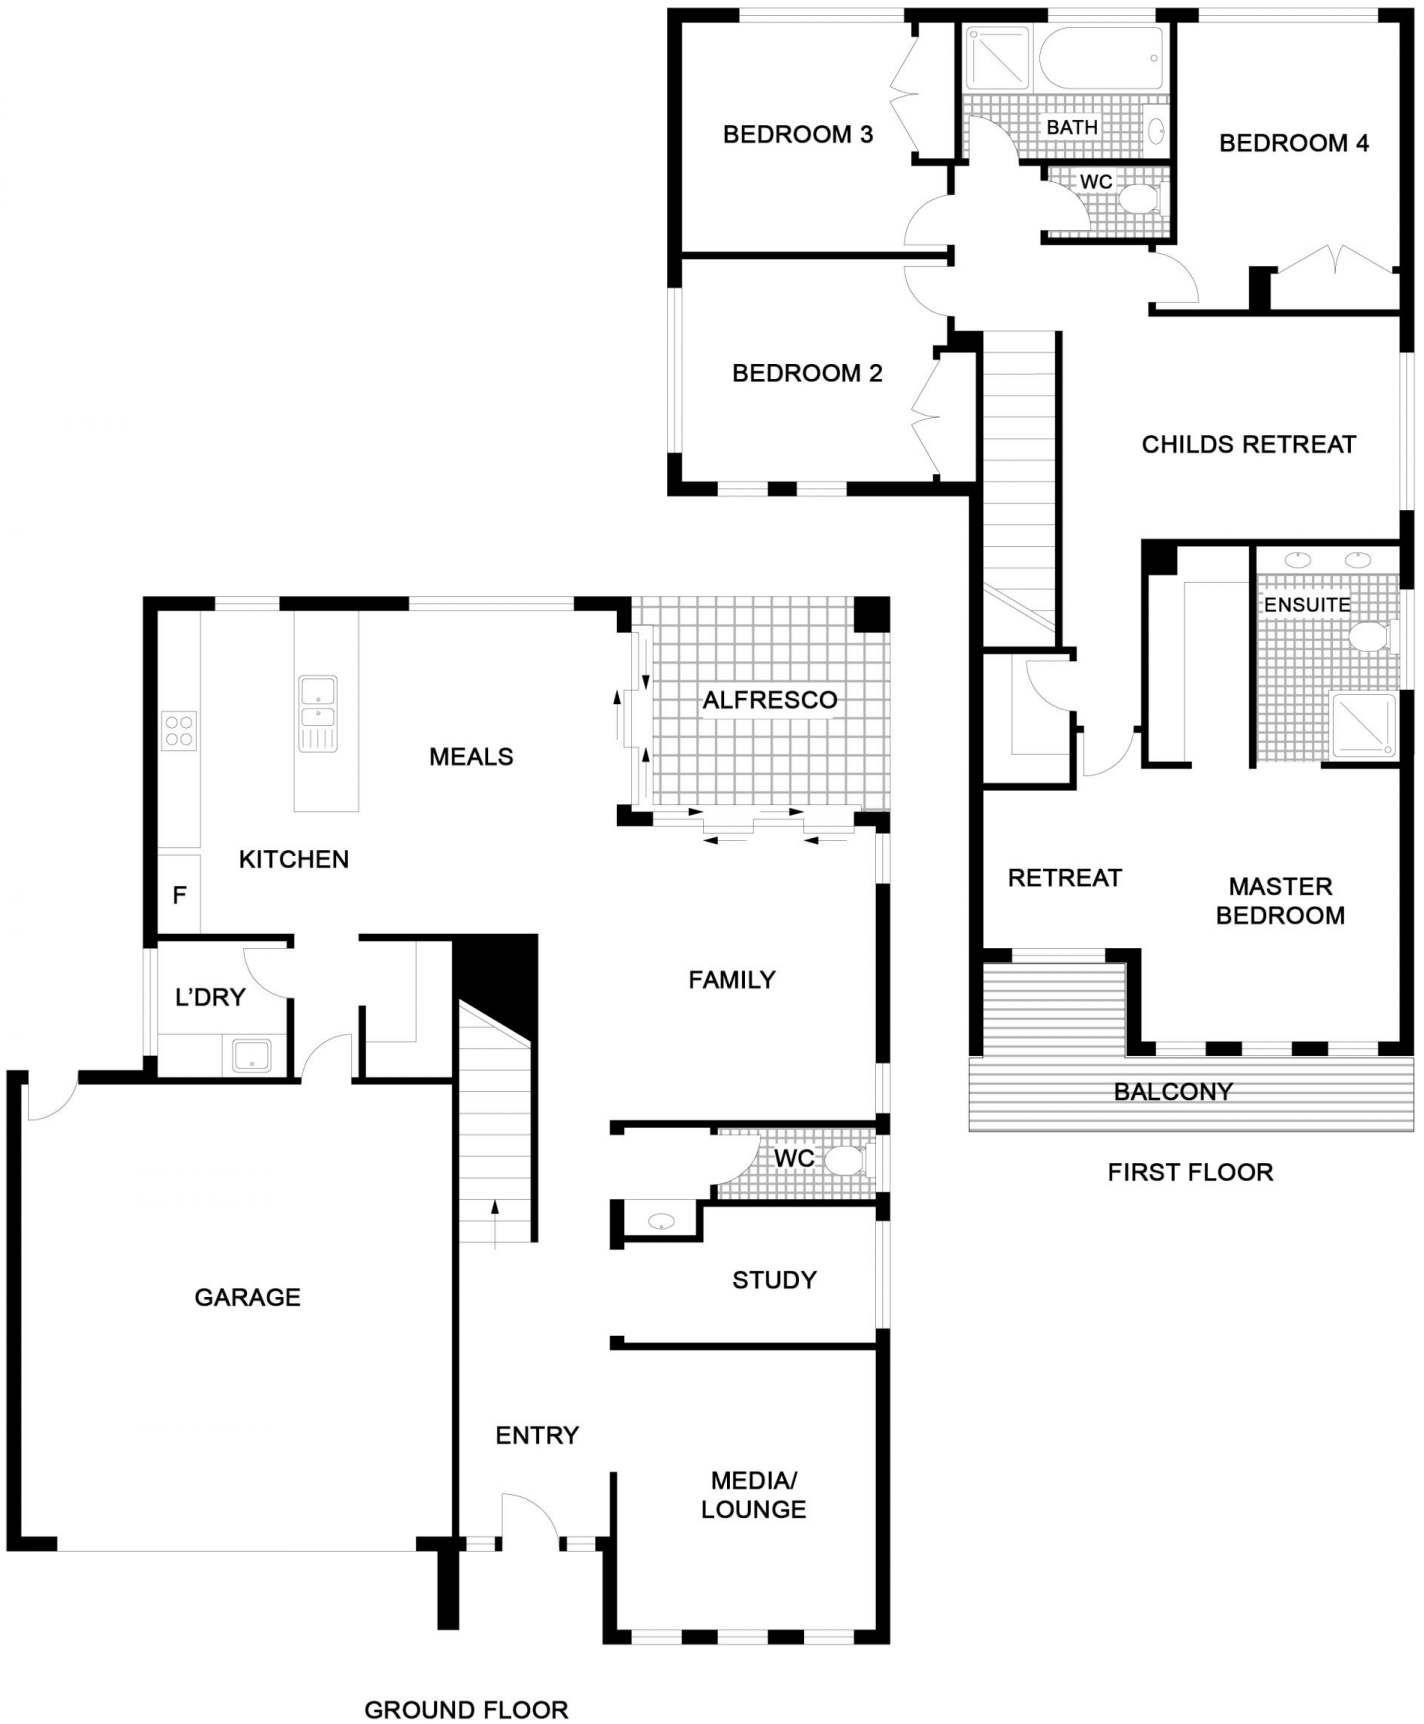 BEDROOM 3
BATH
BEDROOM 4
WC
BEDROOM 2
CHILDS RETREAT
ENSUITE
RETREAT
MASTER
BEDROOM
BALCONY
FIRST FLOOR
ALFRESCO
MEALS
KITCHEN
F
L'DRY
FAMILY
WC
STUDY
GARAGE
ENTRY
MEDIA/
LOUNGE
GROUND FLOOR